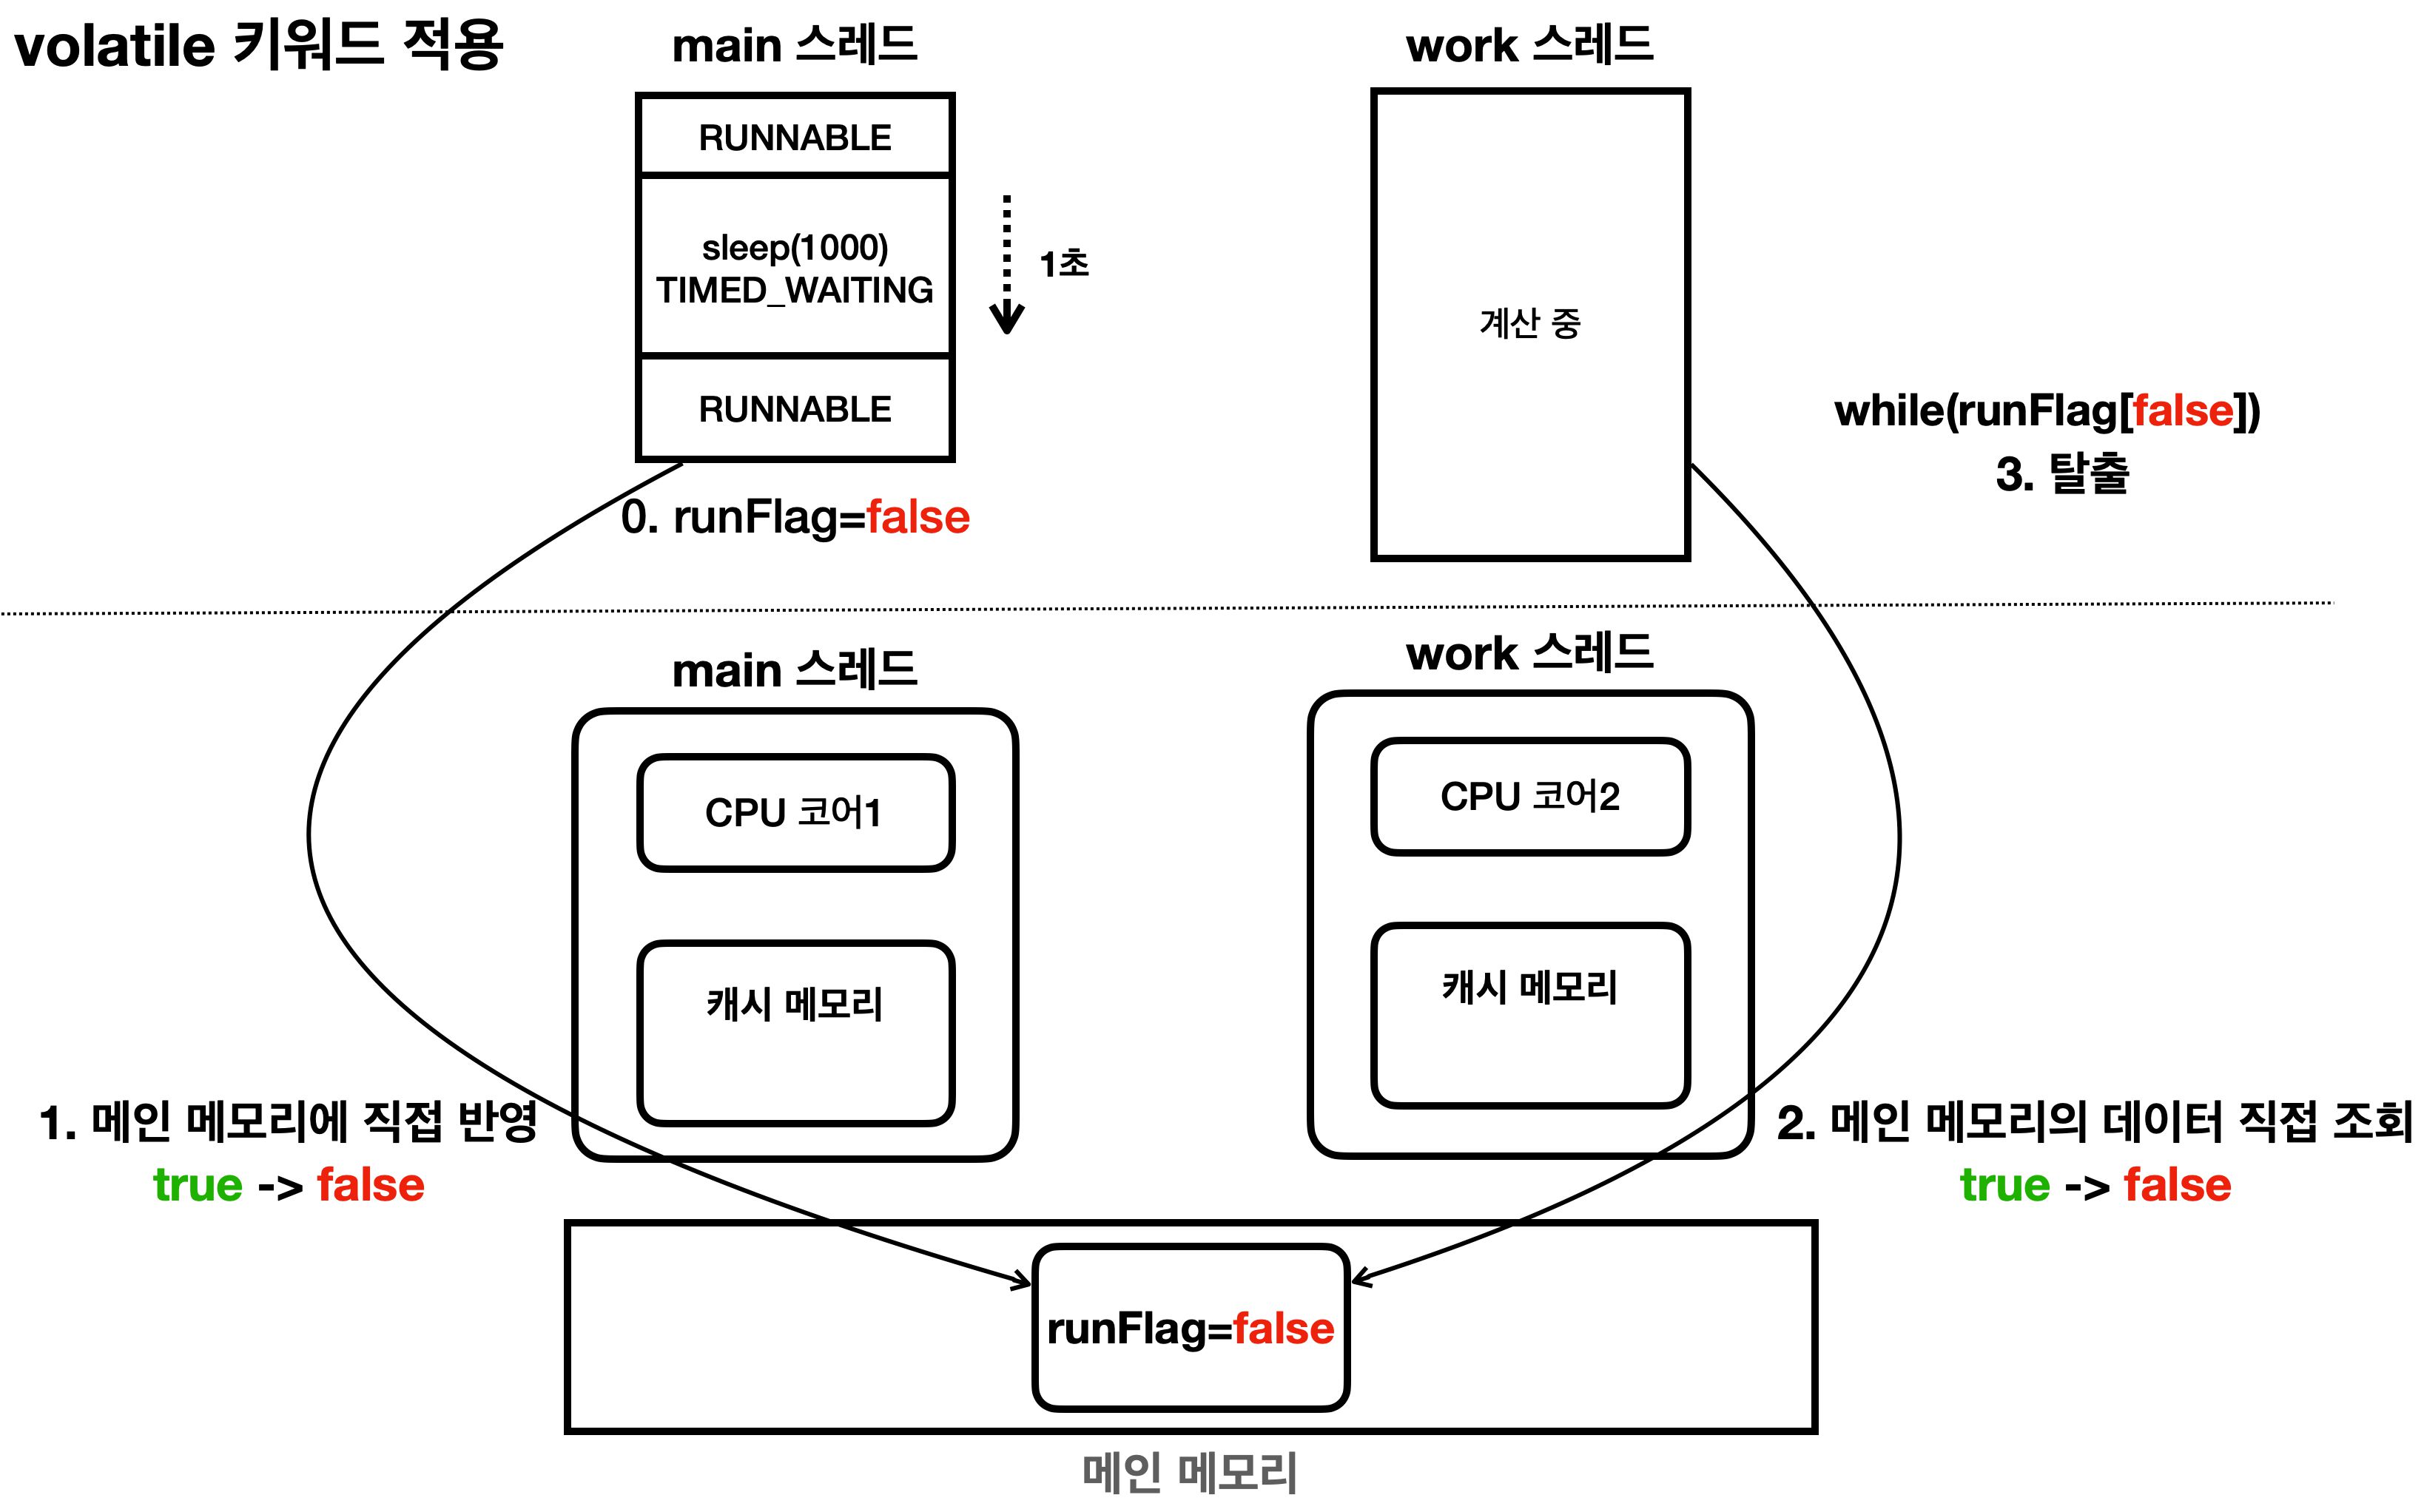 volatile 키워드 적용
main 스레드
work 스레드
RUNNABLE
sleep(1000)
TIMED_WAITING
1초
RUNNABLE
계산 중
while(runFlag[false])
3. 탈출
0. runFlag=false
main 스레드
work 스레드
CPU 코어1
CPU 코어2
캐시 메모리
캐시 메모리
1. 메인 메모리에 직접 반영
true -> false
2. 메인 메모리의 데이터 직접 조회
true -> false
runFlag=false
메인 메모리